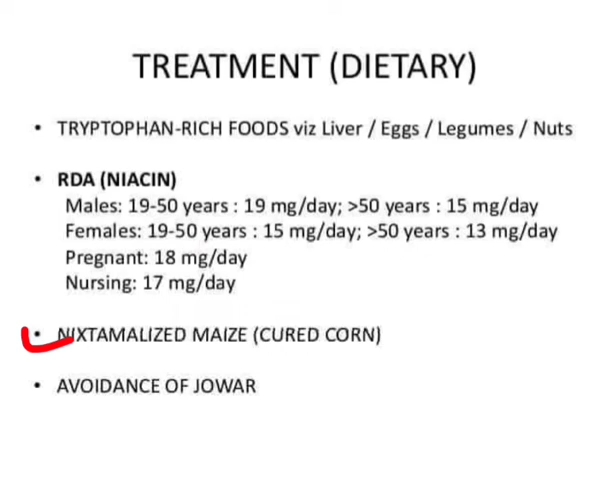 TREATMENT (DIETARY)
• TRYPTOPHAN-RICH FOODS viz Liver / Eggs / Legumes / Nuts
• RDA (NIACIN)
Males: 19-50 years : 19 mg/day; >50 years : 15 mg/day
Females: 19-50 years : 15 mg/day; >50 years : 13 mg/day
Pregnant: 18 mg/day
Nursing: 17 mg/day
• NIXTAMALIZED MAIZE (CURED CORN)
• AVOIDANCE OF JOWAR